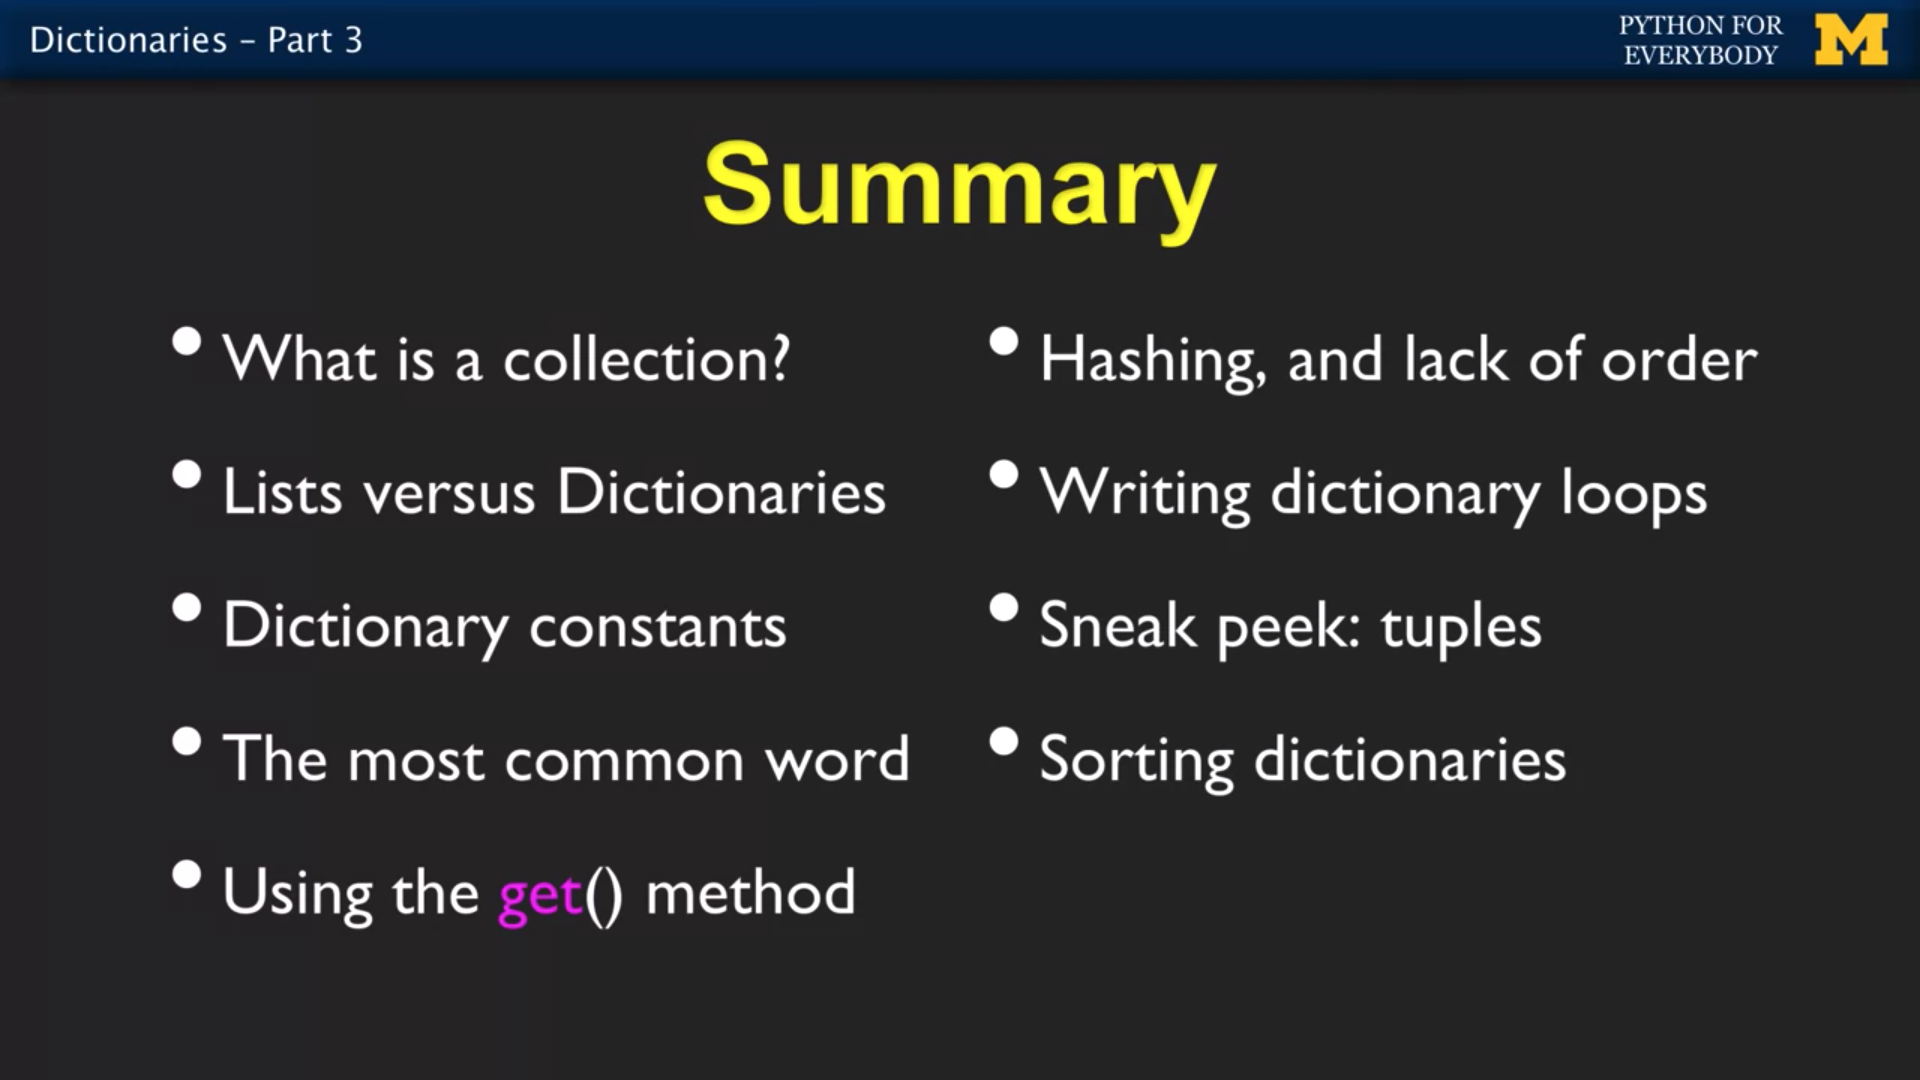 Dictionaries – Part 3
PYTHON FOR
EVERYBODY
M
Summary
• What is a collection?
• Lists versus Dictionaries
• Dictionary constants
• The most common word
• Using the get() method
• Hashing, and lack of order
• Writing dictionary loops
• Sneak peek: tuples
• Sorting dictionaries